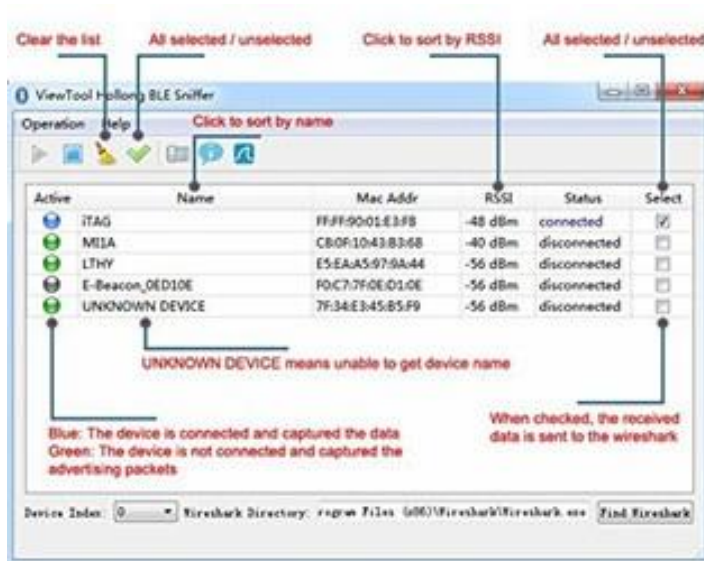 Clear the list
All selected / unselected
Click to sort by RSSI
All selected / unselected
ViewTool Hollong BLE Sniffer
Operation Help
Click to sort by name
Active Name Mac Addr RSSI Status Select
iTAG FF:FF:90:01:E3:F8 -48 dBm connected
MI1A C8:0F:10:43:B3:68 -40 dBm disconnected
LTHY E5:EA:A5:97:9A:44 -56 dBm disconnected
E-Beacon_0ED10E F0:C7:7F:0E:D1:0E -56 dBm disconnected
UNKNOWN DEVICE 7F:34:E3:45:B5:F9 -56 dBm disconnected
UNKNOWN DEVICE means unable to get device name
Blue: The device is connected and captured the data
Green: The device is not connected and captured the
advertising packets
When checked, the received
data is sent to the wireshark
Device Index: 0 Wireshark Directory: rogram Files (x86)\Wireshark\Wireshark.exe Find Wireshark